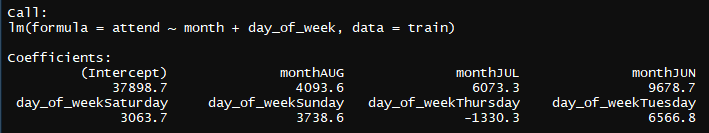 Call:
lm(formula = attend ~ month + day_of_week, data = train)
Coefficients:
(Intercept) monthAUG monthJUL monthJUN
37898.7 4093.6 6073.3 9678.7
day_of_weekSaturday day_of_weekSunday day_of_weekThursday day_of_weekTuesday
3063.7 3738.6 -1330.3 6566.8